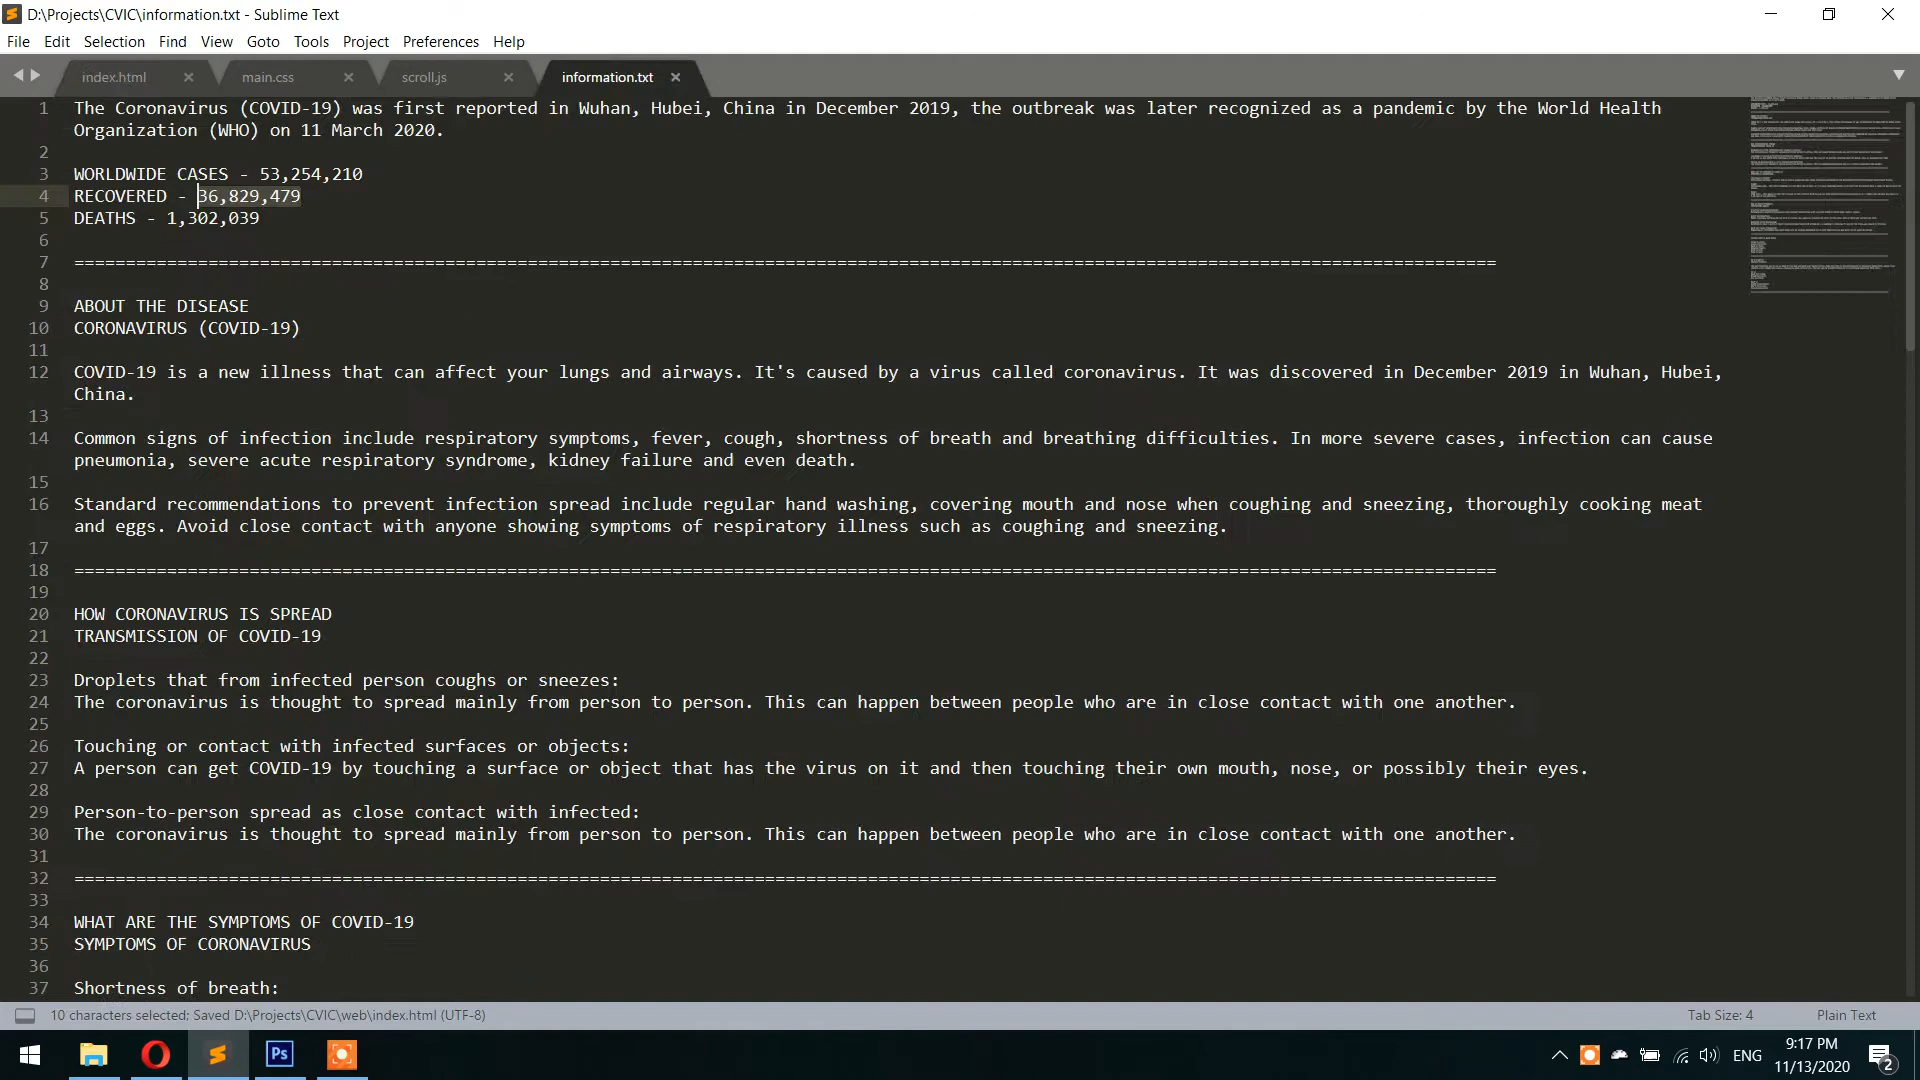 D:\Projects\CVIC\information.txt - Sublime Text
File Edit Selection Find View Goto Tools Project Preferences Help
index.html main.css scroll.js information.txt
1 The Coronavirus (COVID-19) was first reported in Wuhan, Hubei, China in December 2019, the outbreak was later recognized as a pandemic by the World Health
Organization (WHO) on 11 March 2020.
2
3 WORLDWIDE CASES - 53,254,210
4 RECOVERED - 36,829,479
5 DEATHS - 1,302,039
6
7 ==========================================================================================================================================
8
9 ABOUT THE DISEASE
10 CORONAVIRUS (COVID-19)
11
12 COVID-19 is a new illness that can affect your lungs and airways. It's caused by a virus called coronavirus. It was discovered in December 2019 in Wuhan, Hubei,
China.
13
14 Common signs of infection include respiratory symptoms, fever, cough, shortness of breath and breathing difficulties. In more severe cases, infection can cause
pneumonia, severe acute respiratory syndrome, kidney failure and even death.
15
16 Standard recommendations to prevent infection spread include regular hand washing, covering mouth and nose when coughing and sneezing, thoroughly cooking meat
and eggs. Avoid close contact with anyone showing symptoms of respiratory illness such as coughing and sneezing.
17
18 ==========================================================================================================================================
19
20 HOW CORONAVIRUS IS SPREAD
21 TRANSMISSION OF COVID-19
22
23 Droplets that from infected person coughs or sneezes:
24 The coronavirus is thought to spread mainly from person to person. This can happen between people who are in close contact with one another.
25
26 Touching or contact with infected surfaces or objects:
27 A person can get COVID-19 by touching a surface or object that has the virus on it and then touching their own mouth, nose, or possibly their eyes.
28
29 Person-to-person spread as close contact with infected:
30 The coronavirus is thought to spread mainly from person to person. This can happen between people who are in close contact with one another.
31
32 ==========================================================================================================================================
33
34 WHAT ARE THE SYMPTOMS OF COVID-19
35 SYMPTOMS OF CORONAVIRUS
36
37 Shortness of breath:
10 characters selected: Saved D:\Projects\CVIC\web\index.html (UTF-8) Tab Size: 4 Plain Text
Ps ENG 9:17 PM
11/13/2020 2